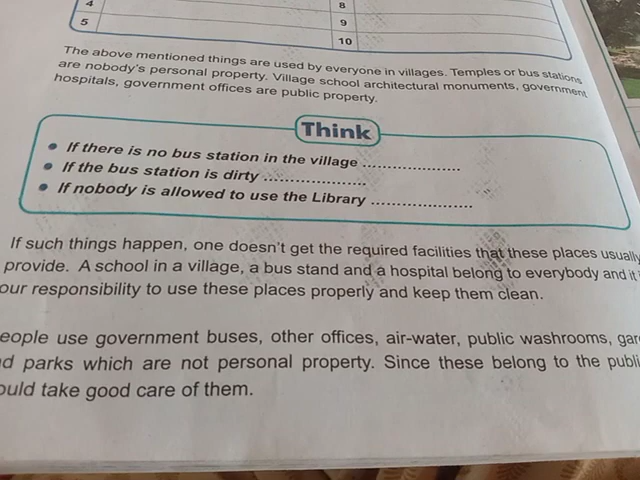 4
8
5
9
10
The above mentioned things are used by everyone in villages. Temples or bus stations
are nobody's personal property. Village school architectural monuments, government
hospitals, government offices are public property.
Think
• If there is no bus station in the village ....................
• If the bus station is dirty .....................
• If nobody is allowed to use the Library .....................
If such things happen, one doesn't get the required facilities that these places usually
provide. A school in a village, a bus stand and a hospital belong to everybody and it
our responsibility to use these places properly and keep them clean.
eople use government buses, other offices, air-water, public washrooms, gar
d parks which are not personal property. Since these belong to the publi
ould take good care of them.